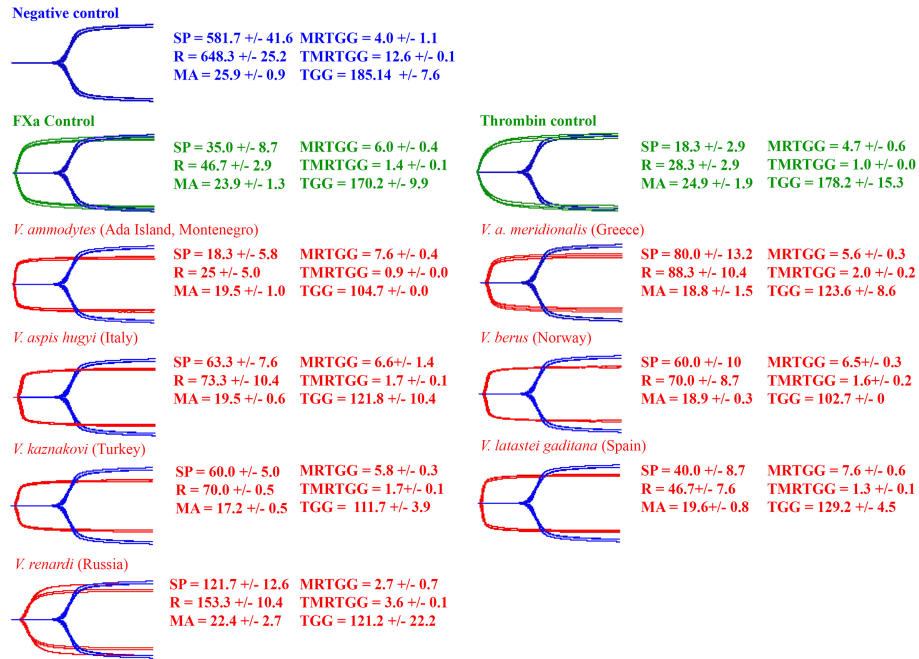 Negative control
SP = 581.7 +/- 41.6 MRTGG = 4.0 +/- 1.1
R = 648.3 +/- 25.2 TMRTGG = 12.6 +/- 0.1
MA = 25.9 +/- 0.9 TGG = 185.14 +/- 7.6
FXa Control
SP = 35.0 +/- 8.7 MRTGG = 6.0 +/- 0.4
R = 46.7 +/- 2.9 TMRTGG = 1.4 +/- 0.1
MA = 23.9 +/- 1.3 TGG = 170.2 +/- 9.9
Thrombin control
SP = 18.3 +/- 2.9 MRTGG = 4.7 +/- 0.6
R = 28.3 +/- 2.9 TMRTGG = 1.0 +/- 0.0
MA = 24.9 +/- 1.9 TGG = 178.2 +/- 15.3
V. ammodytes (Ada Island, Montenegro)
SP = 18.3 +/- 5.8 MRTGG = 7.6 +/- 0.4
R = 25 +/- 5.0 TMRTGG = 0.9 +/- 0.0
MA = 19.5 +/- 1.0 TGG = 104.7 +/- 0.0
V. a. meridionalis (Greece)
SP = 80.0 +/- 13.2 MRTGG = 5.6 +/- 0.3
R = 88.3 +/- 10.4 TMRTGG = 2.0 +/- 0.2
MA = 18.8 +/- 1.5 TGG = 123.6 +/- 8.6
V. aspis hugyi (Italy)
SP = 63.3 +/- 7.6 MRTGG = 6.6+/- 1.4
R = 73.3 +/- 10.4 TMRTGG = 1.7 +/- 0.1
MA = 19.5 +/- 0.6 TGG = 121.8 +/- 10.4
V. berus (Norway)
SP = 60.0 +/- 10 MRTGG = 6.5+/- 0.3
R = 70.0 +/- 8.7 TMRTGG = 1.6+/- 0.2
MA = 18.9 +/- 0.3 TGG = 102.7 +/- 0
V. kaznakovi (Turkey)
SP = 60.0 +/- 5.0 MRTGG = 5.8 +/- 0.3
R = 70.0 +/- 0.5 TMRTGG = 1.7+/- 0.1
MA = 17.2 +/- 0.5 TGG = 111.7 +/- 3.9
V. latastei gaditana (Spain)
SP = 40.0 +/- 8.7 MRTGG = 7.6 +/- 0.6
R = 46.7+/- 7.6 TMRTGG = 1.3 +/- 0.1
MA = 19.6+/- 0.8 TGG = 129.2 +/- 4.5
V. renardi (Russia)
SP = 121.7 +/- 12.6 MRTGG = 2.7 +/- 0.7
R = 153.3 +/- 10.4 TMRTGG = 3.6 +/- 0.1
MA = 22.4 +/- 2.7 TGG = 121.2 +/- 22.2